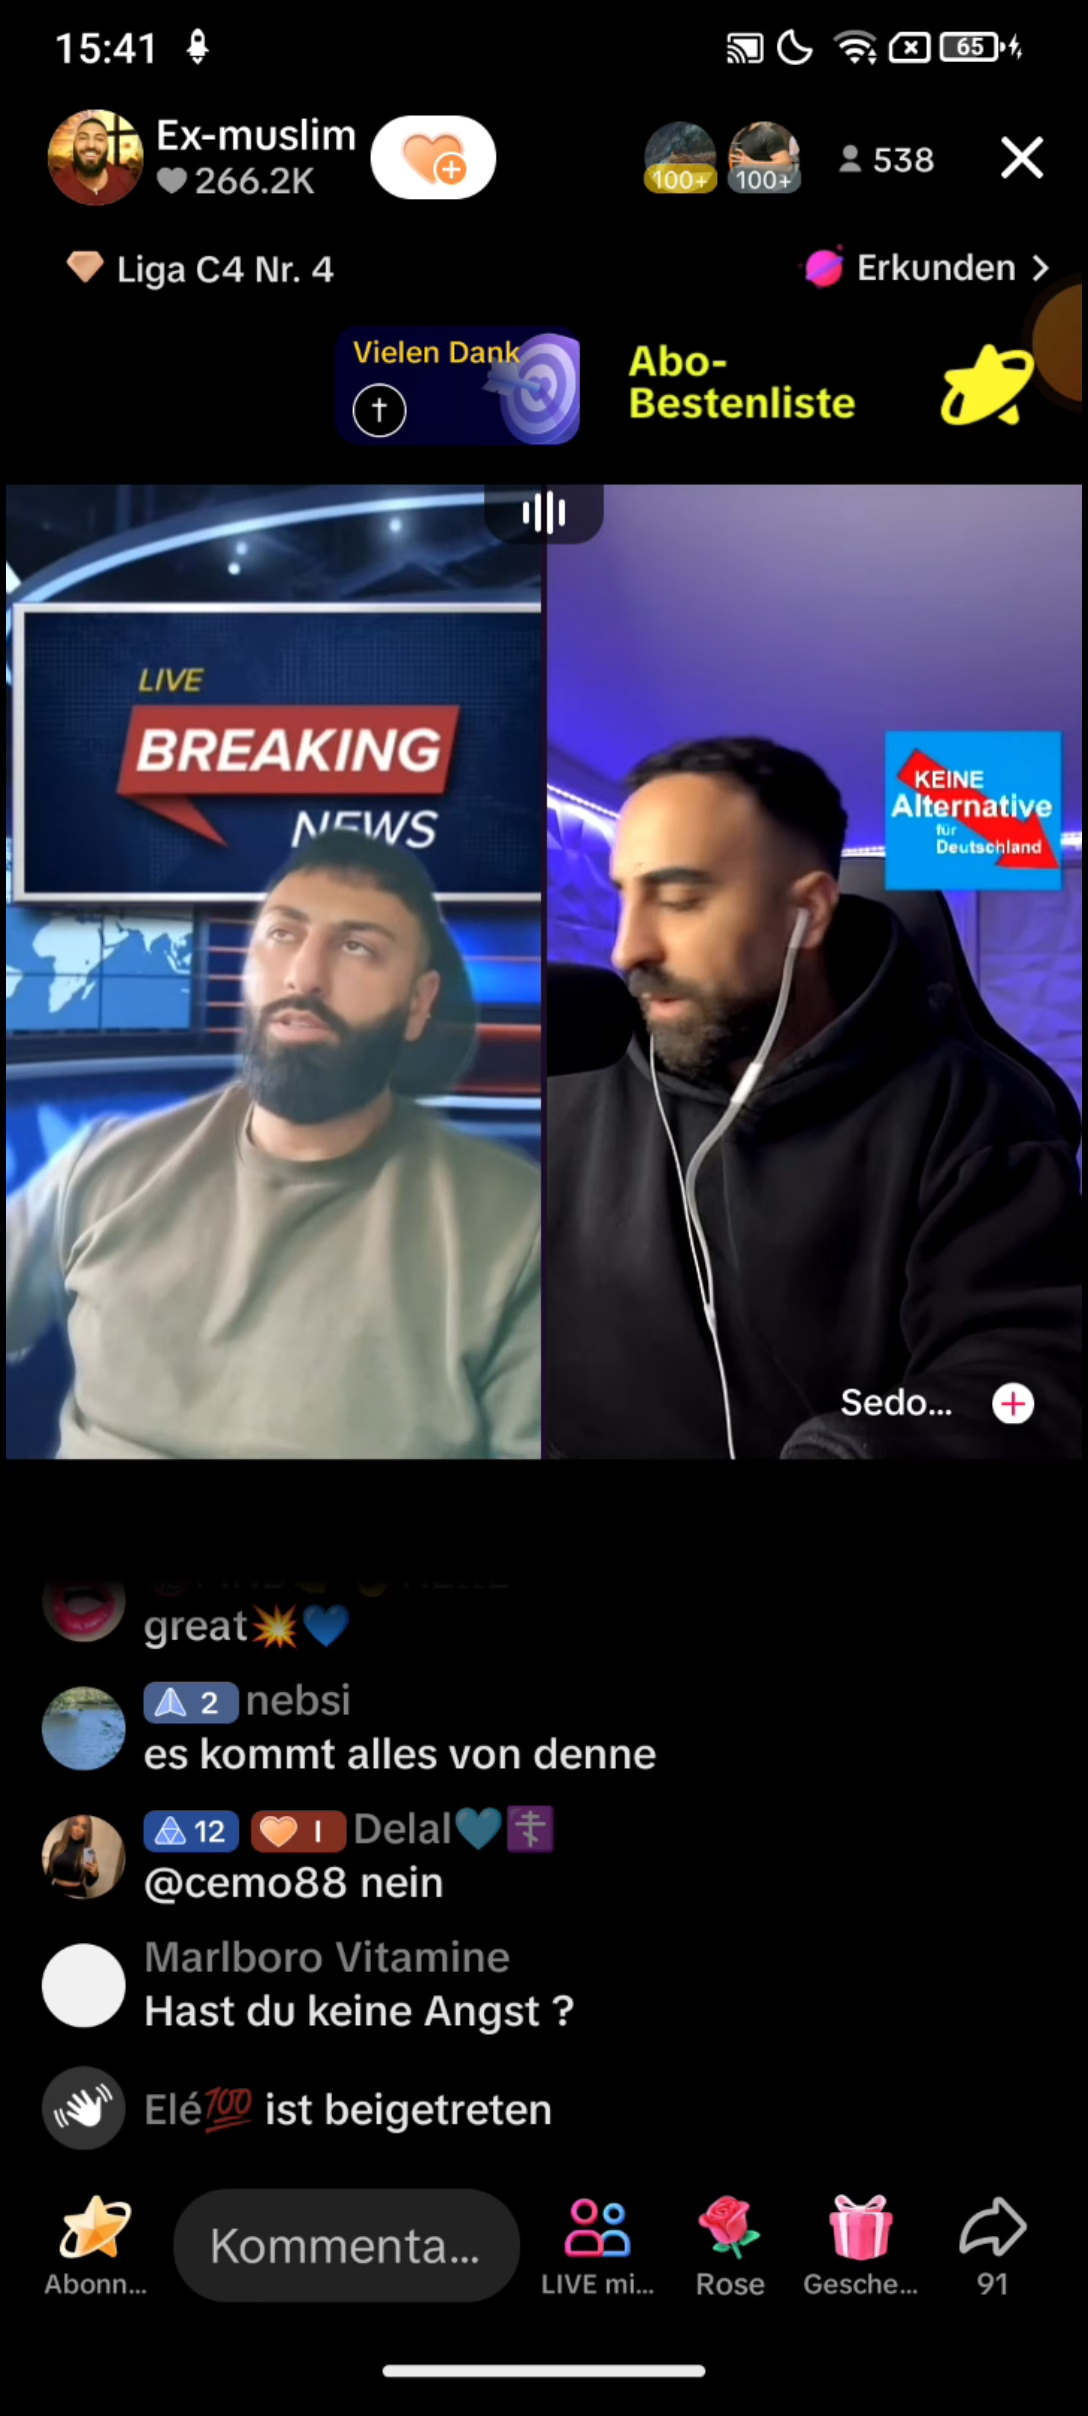 15:41
65
Ex-muslim
266.2K
100+
100+
538
Liga C4 Nr. 4
Erkunden
Vielen Dank
Abo-
Bestenliste
LIVE
BREAKING
NEWS
KEINE
Alternative
für
Deutschland
Sedo...
great💥💙
2 nebsi
es kommt alles von denne
12 I Delal🩵☦️
@cemo88 nein
Marlboro Vitamine
Hast du keine Angst ?
Elé💯 ist beigetreten
Kommenta...
Abonn...
LIVE mi...
Rose
Gesche...
91